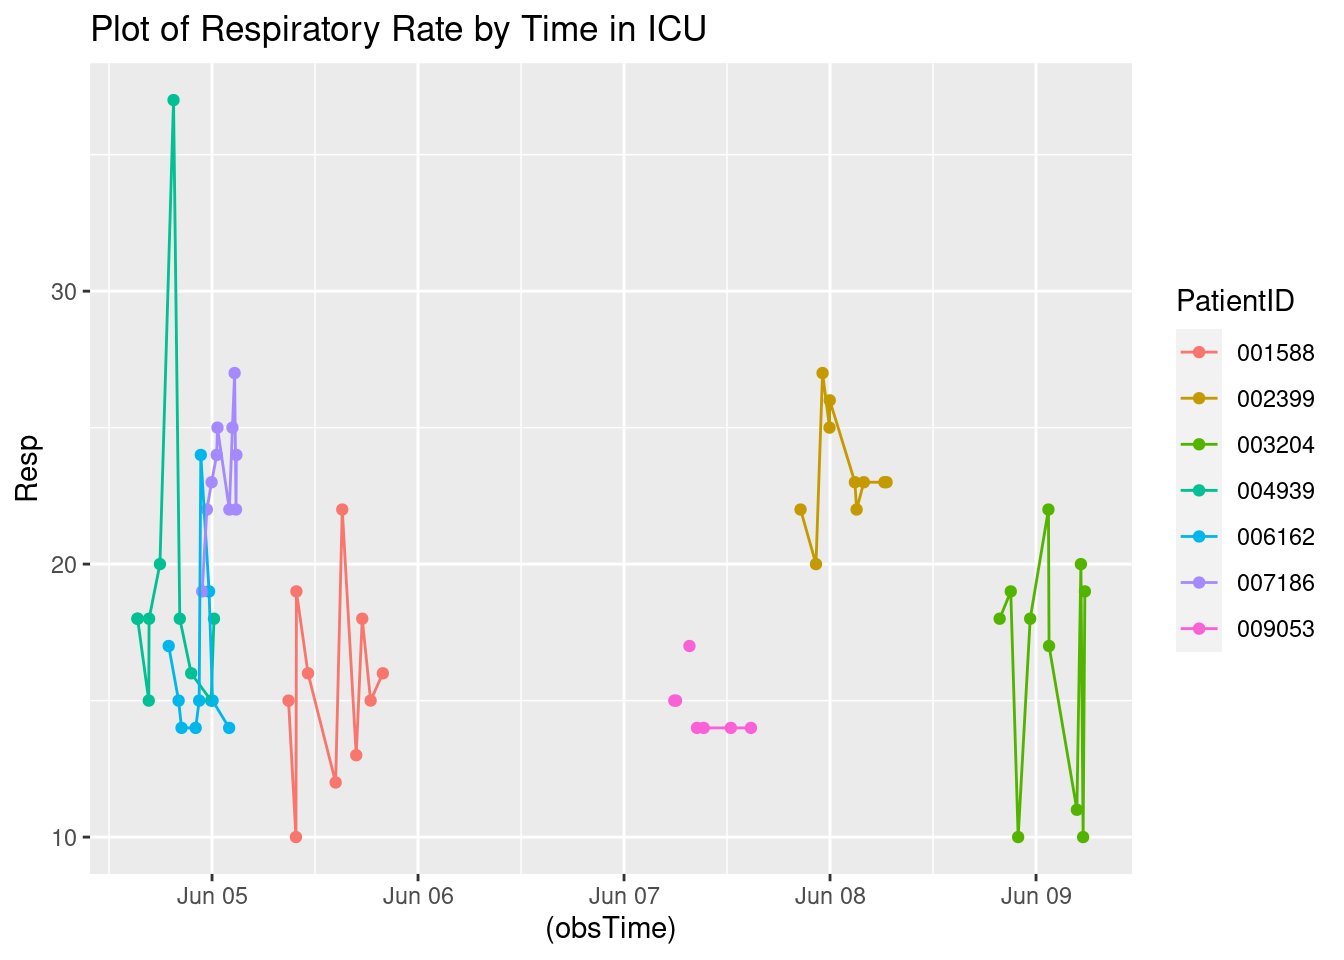 Plot of Respiratory Rate by Time in ICU
Resp
30
20
10
Jun 05
Jun 06
Jun 07
Jun 08
Jun 09
(obsTime)
PatientID
001588
002399
003204
004939
006162
007186
009053